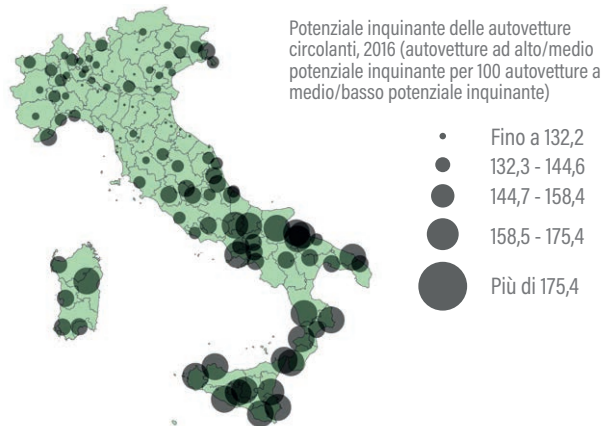 Potenziale inquinante delle autovetture
circolanti, 2016 (autovetture ad alto/medio
potenziale inquinante per 100 autovetture a
medio/basso potenziale inquinante)
Fino a 132,2
132,3 - 144,6
144,7 - 158,4
158,5 - 175,4
Più di 175,4